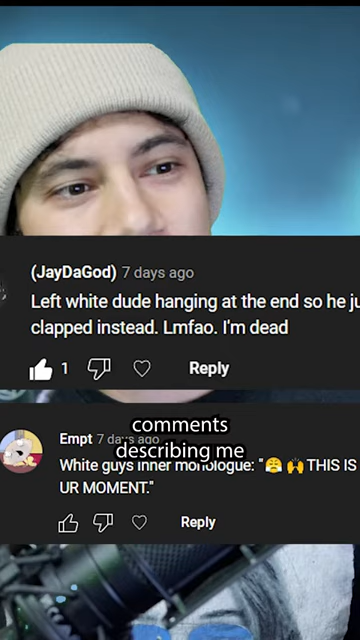 (JayDaGod) 7 days ago
Left white dude hanging at the end so he ju
clapped instead. Lmfao. I'm dead
1 Reply
comments
describing me
Empt 7 days ago
White guys inner monologue: "😤 🙌 THIS IS
UR MOMENT."
Reply